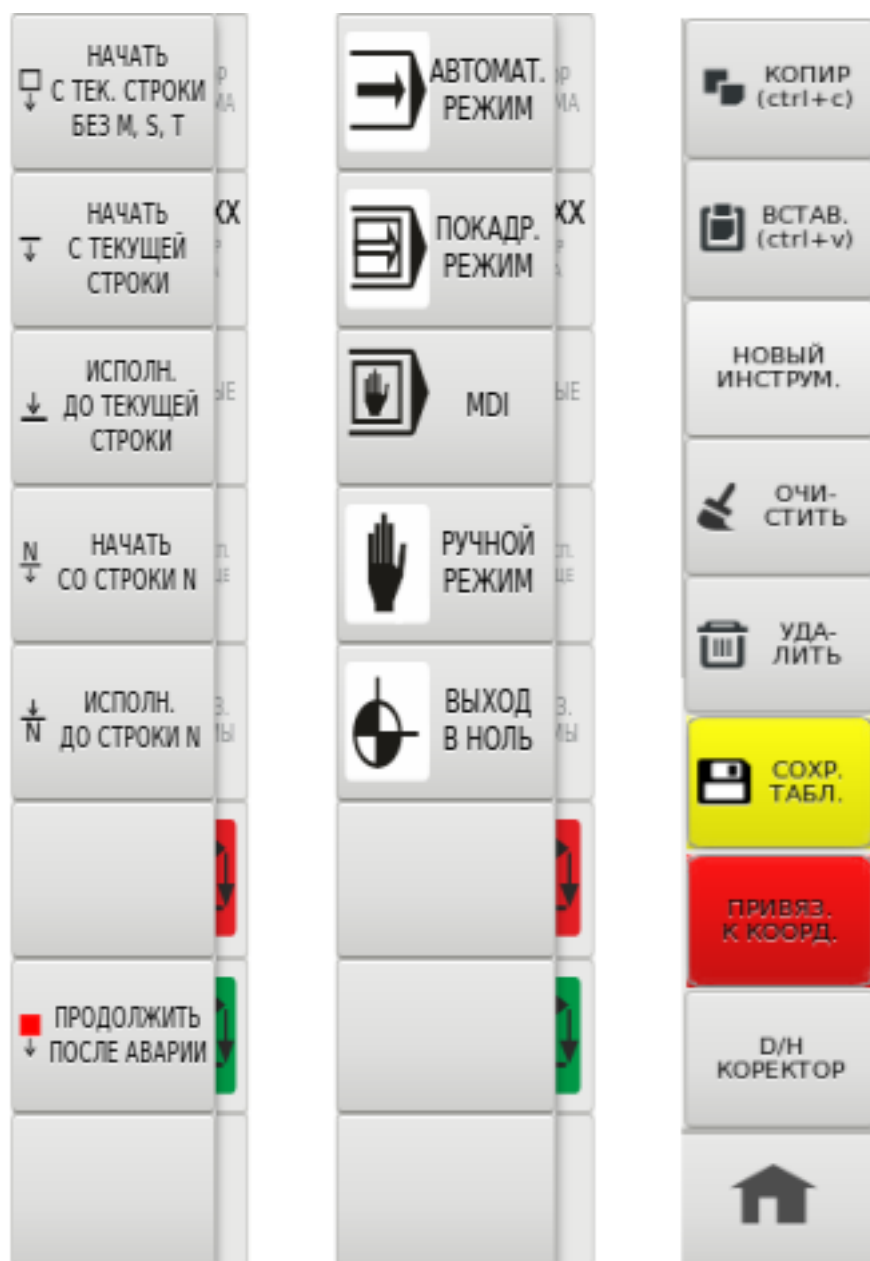 НАЧАТЬ
С ТЕК. СТРОКИ
БЕЗ M, S, T
НАЧАТЬ
С ТЕКУЩЕЙ
СТРОКИ
ИСПОЛН.
ДО ТЕКУЩЕЙ
СТРОКИ
N
НАЧАТЬ
СО СТРОКИ N
N
ИСПОЛН.
ДО СТРОКИ N
ПРОДОЛЖИТЬ
ПОСЛЕ АВАРИИ
АВТОМАТ.
РЕЖИМ
ПОКАДР.
РЕЖИМ
MDI
РУЧНОЙ
РЕЖИМ
ВЫХОД
В НОЛЬ
КОПИР
(ctrl+c)
ВСТАВ.
(ctrl+v)
НОВЫЙ
ИНСТРУМ.
ОЧИ-
СТИТЬ
УДА-
ЛИТЬ
СОХР.
ТАБЛ.
ПРИВЯЗ.
К КООРД.
D/H
КОРЕКТОР